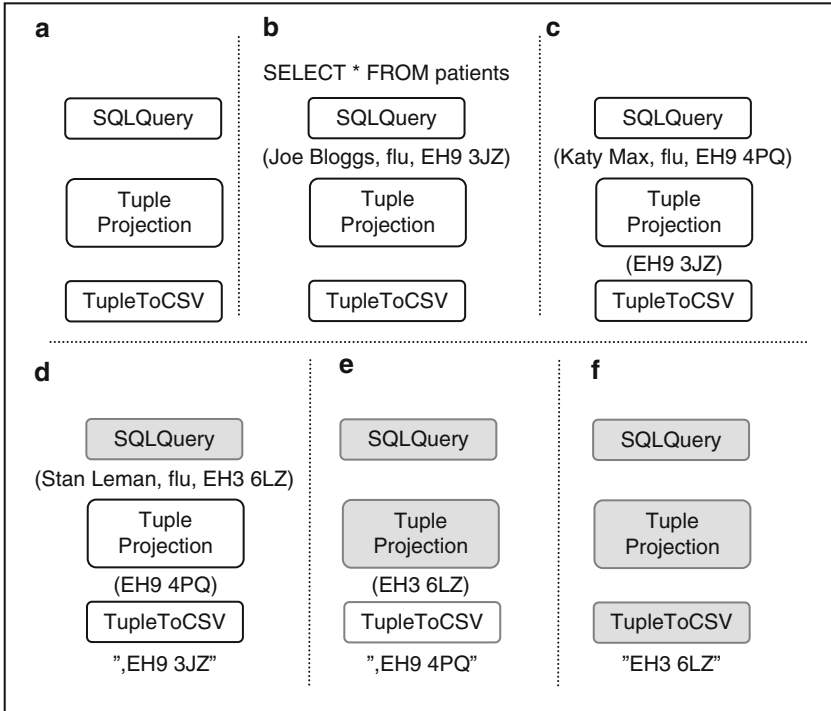 a
SQLQuery
Tuple
Projection
TupleToCSV
b
SELECT * FROM patients
SQLQuery
(Joe Bloggs, flu, EH9 3JZ)
Tuple
Projection
TupleToCSV
c
SQLQuery
(Katy Max, flu, EH9 4PQ)
Tuple
Projection
(EH9 3JZ)
TupleToCSV
d
SQLQuery
(Stan Leman, flu, EH3 6LZ)
Tuple
Projection
(EH9 4PQ)
TupleToCSV
”,EH9 3JZ”
e
SQLQuery
Tuple
Projection
(EH3 6LZ)
TupleToCSV
”,EH9 4PQ”
f
SQLQuery
Tuple
Projection
TupleToCSV
”EH3 6LZ”